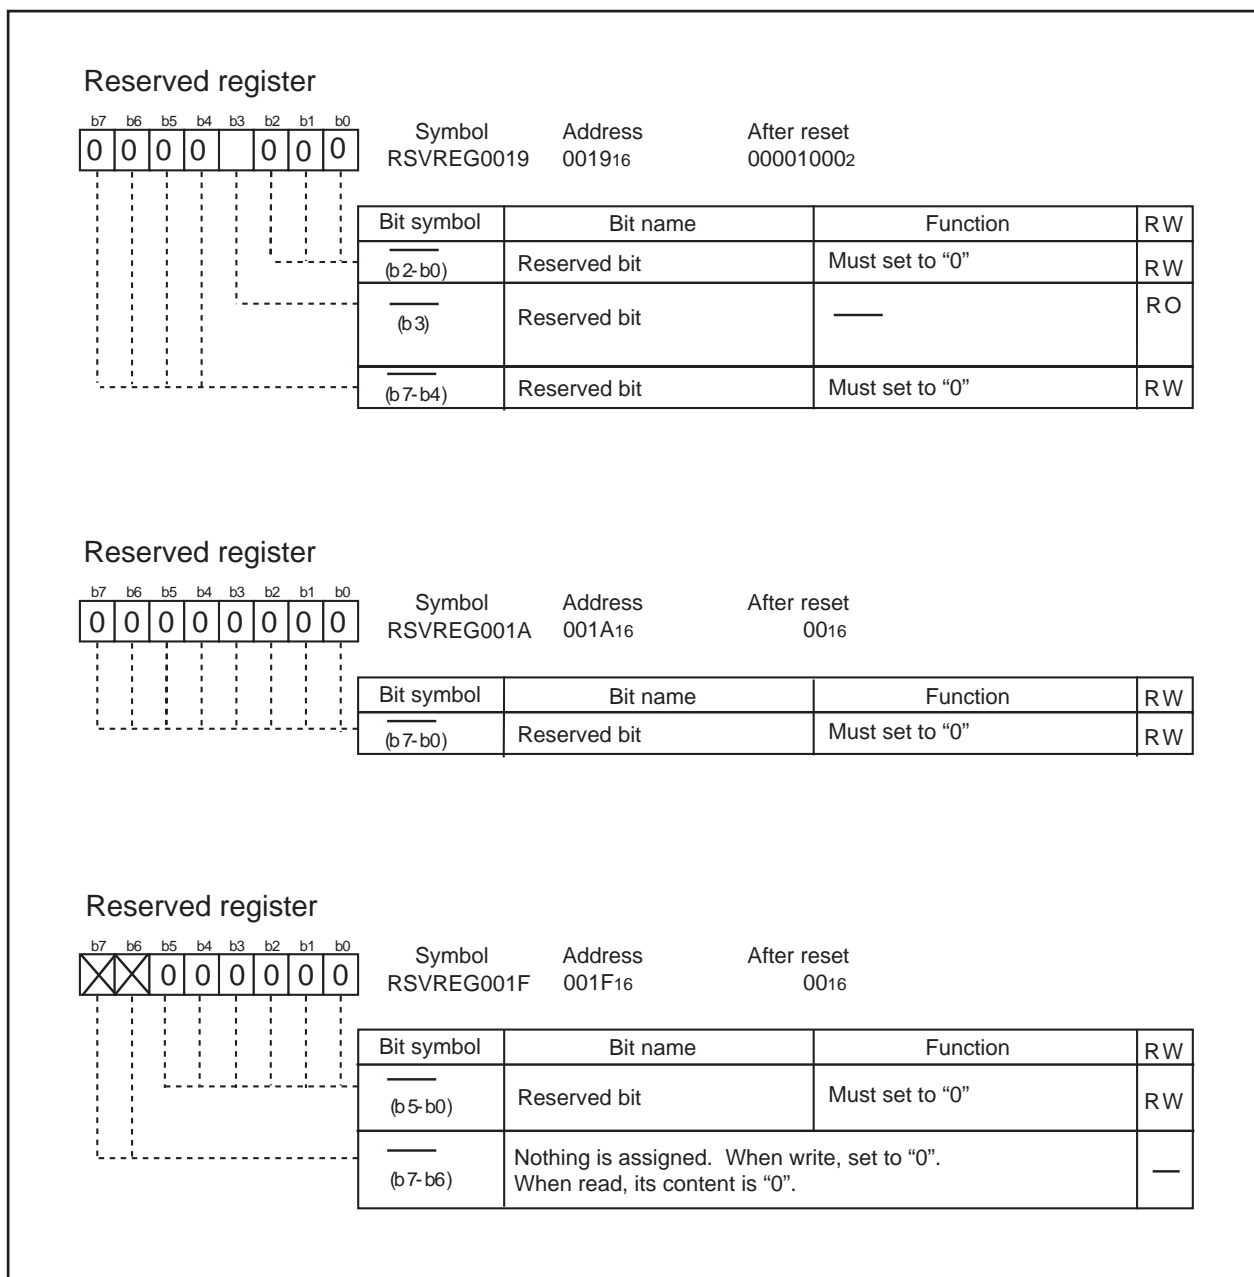 Reserved register
b7 b6 b5 b4 b3 b2 b1 b0
0 0 0 0 0 0 0
Symbol Address After reset
RSVREG0019 001916 000010002
Bit symbol Bit name Function RW
(b2-b0) Reserved bit Must set to “0” RW
(b3) Reserved bit — RO
(b7-b4) Reserved bit Must set to “0” RW
Reserved register
b7 b6 b5 b4 b3 b2 b1 b0
0 0 0 0 0 0 0 0
Symbol Address After reset
RSVREG001A 001A16 0016
Bit symbol Bit name Function RW
(b7-b0) Reserved bit Must set to “0” RW
Reserved register
b7 b6 b5 b4 b3 b2 b1 b0
0 0 0 0 0 0
Symbol Address After reset
RSVREG001F 001F16 0016
Bit symbol Bit name Function RW
(b5-b0) Reserved bit Must set to “0” RW
(b7-b6) Nothing is assigned. When write, set to “0”. —
When read, its content is “0”.